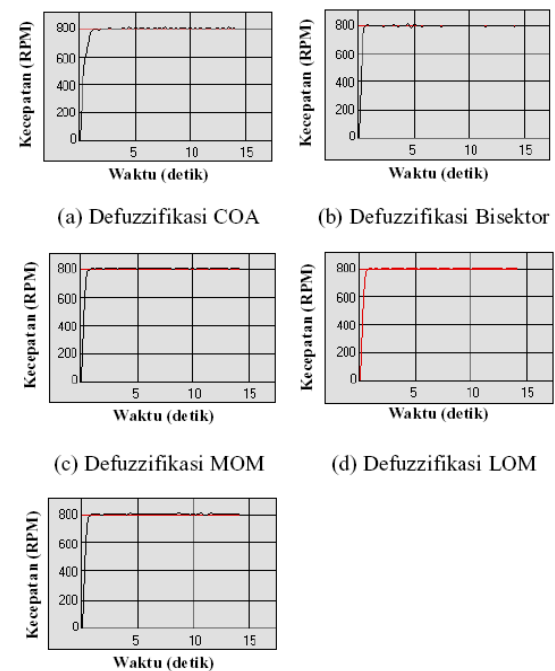 Kecepatan (RPM)
800
600
400
200
0
5
10
15
Waktu (detik)
(a) Defuzzifikasi COA
Kecepatan (RPM)
800
600
400
200
0
5
10
15
Waktu (detik)
(b) Defuzzifikasi Bisektor
Kecepatan (RPM)
800
600
400
200
0
5
10
15
Waktu (detik)
(c) Defuzzifikasi MOM
Kecepatan (RPM)
800
600
400
200
0
5
10
15
Waktu (detik)
(d) Defuzzifikasi LOM
Kecepatan (RPM)
800
600
400
200
0
5
10
15
Waktu (detik)